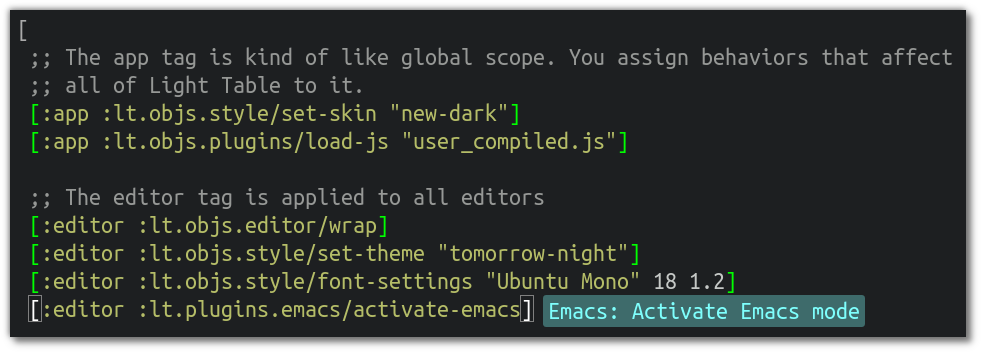 [
;; The app tag is kind of like global scope. You assign behaviors that affect
;; all of Light Table to it.
[:app :lt.objs.style/set-skin "new-dark"]
[:app :lt.objs.plugins/load-js "user_compiled.js"]
;; The editor tag is applied to all editors
[:editor :lt.objs.editor/wrap]
[:editor :lt.objs.style/set-theme "tomorrow-night"]
[:editor :lt.objs.style/font-settings "Ubuntu Mono" 18 1.2]
[:editor :lt.plugins.emacs/activate-emacs] Emacs: Activate Emacs mode